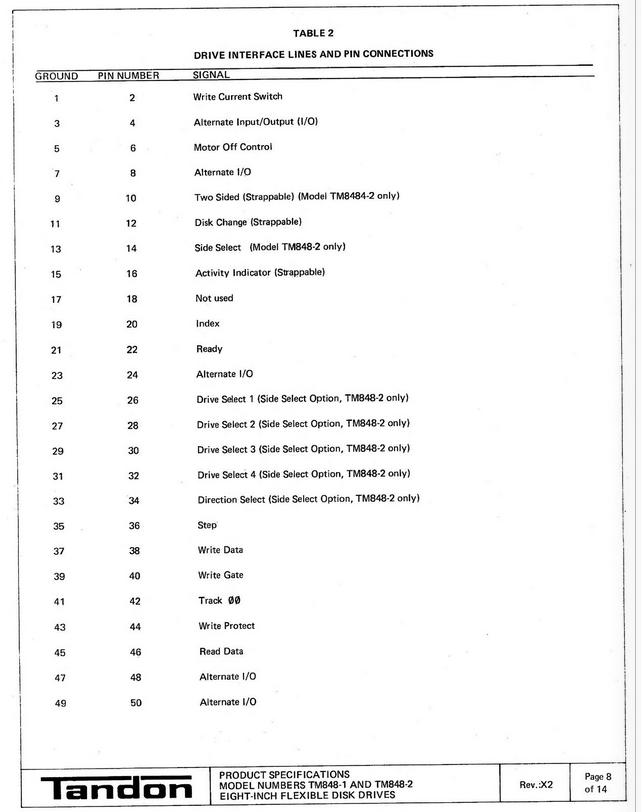 TABLE 2
DRIVE INTERFACE LINES AND PIN CONNECTIONS
GROUND PIN NUMBER SIGNAL
1 2 Write Current Switch
3 4 Alternate Input/Output (I/O)
5 6 Motor Off Control
7 8 Alternate I/O
9 10 Two Sided (Strappable) (Model TM8484-2 only)
11 12 Disk Change (Strappable)
13 14 Side Select (Model TM848-2 only)
15 16 Activity Indicator (Strappable)
17 18 Not used
19 20 Index
21 22 Ready
23 24 Alternate I/O
25 26 Drive Select 1 (Side Select Option, TM848-2 only)
27 28 Drive Select 2 (Side Select Option, TM848-2 only)
29 30 Drive Select 3 (Side Select Option, TM848-2 only)
31 32 Drive Select 4 (Side Select Option, TM848-2 only)
33 34 Direction Select (Side Select Option, TM848-2 only)
35 36 Step
37 38 Write Data
39 40 Write Gate
41 42 Track ØØ
43 44 Write Protect
45 46 Read Data
47 48 Alternate I/O
49 50 Alternate I/O
Tandon
PRODUCT SPECIFICATIONS
MODEL NUMBERS TM848-1 AND TM848-2
EIGHT-INCH FLEXIBLE DISK DRIVES
Rev.:X2
Page 8
of 14